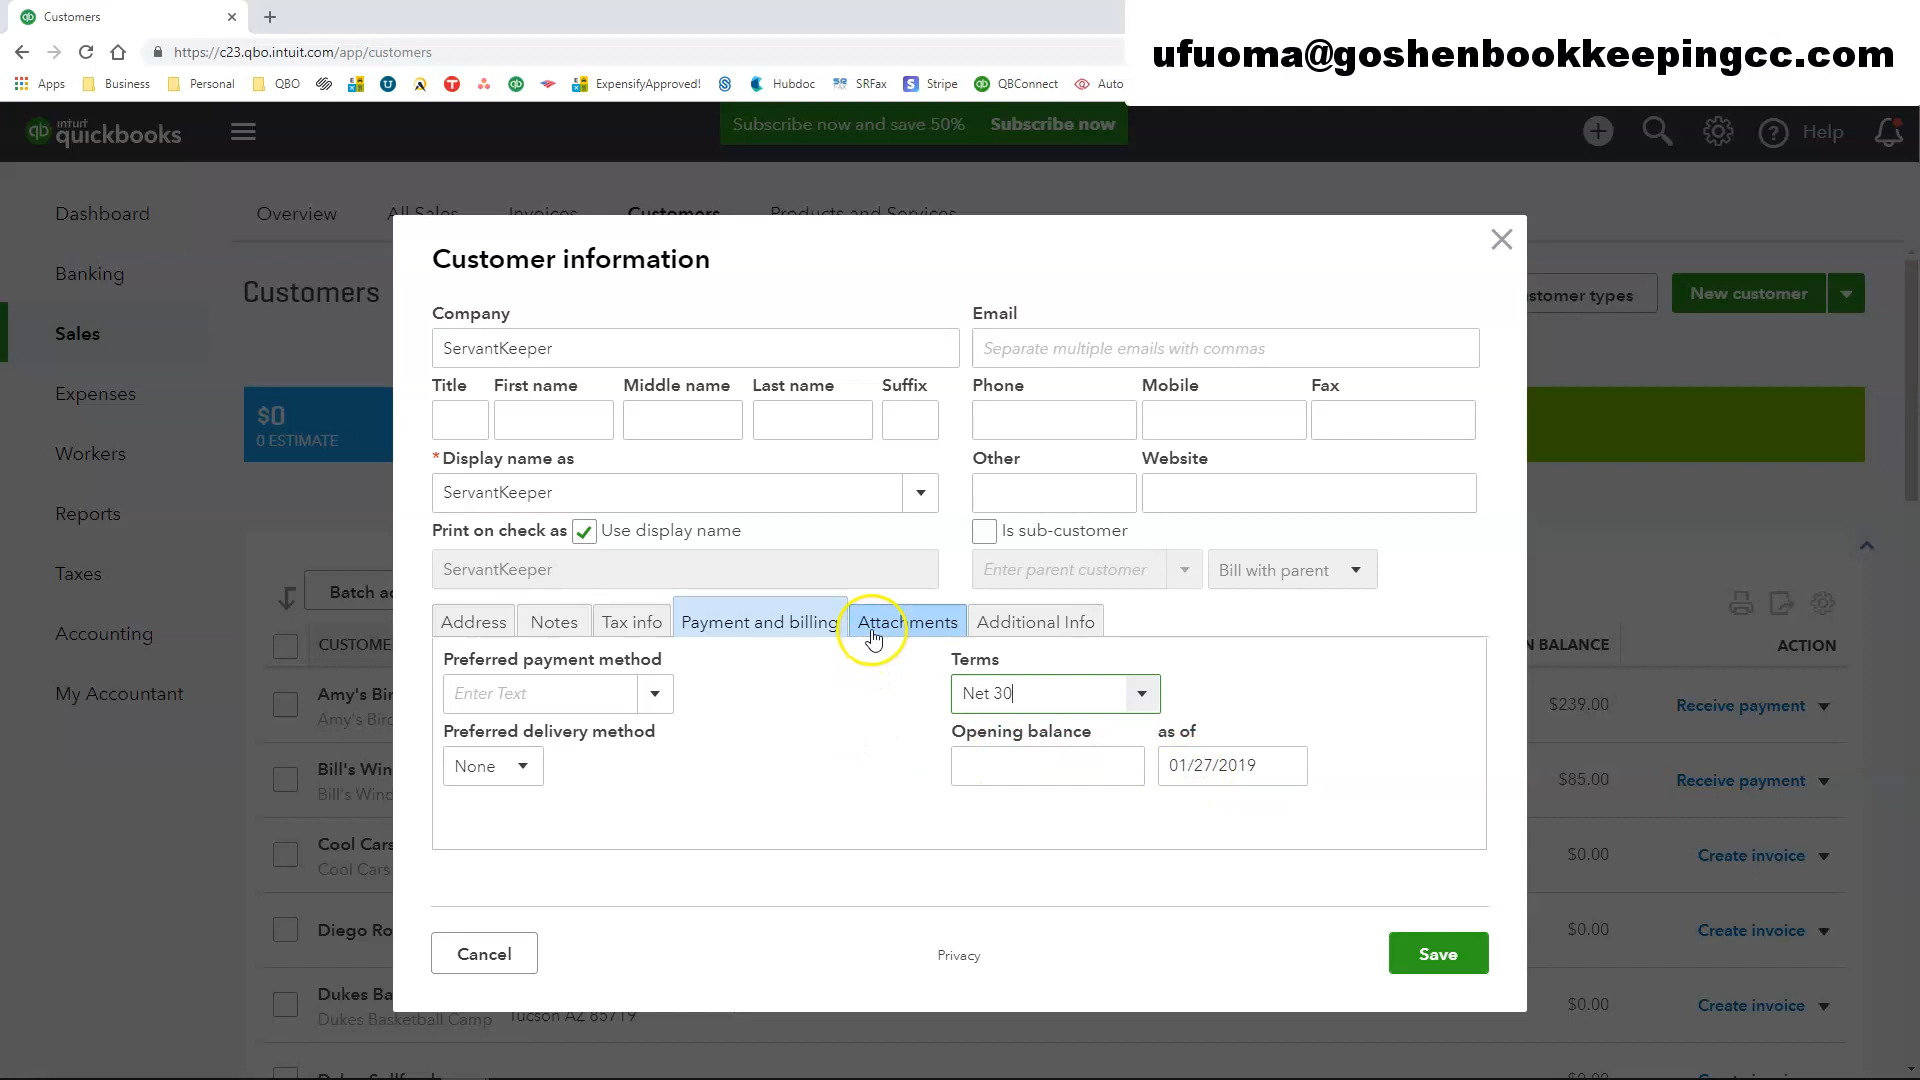 Customers
https://c23.qbo.intuit.com/app/customers
ufuoma@goshenbookkeepingcc.com
Apps Business Personal QBO ExpensifyApproved! Hubdoc SRFax Stripe QBConnect Auto
intuit quickbooks
Subscribe now and save 50% Subscribe now
Help
Dashboard
Banking
Sales
Expenses
Workers
Reports
Taxes
Accounting
My Accountant
Overview All Sales Invoices Customers Products and Services
Customers
stomer types New customer
$0
0 ESTIMATE
Batch ac
CUSTOME
N BALANCE ACTION
Amy's Bir
Amy's Bird
$239.00 Receive payment
Bill's Win
Bill's Wind
$85.00 Receive payment
Cool Cars
Cool Cars
$0.00 Create invoice
Diego Ro
$0.00 Create invoice
Dukes Ba
Dukes Basketball Camp Tucson AZ 85719
$0.00 Create invoice
Customer information
Company
ServantKeeper
Email
Separate multiple emails with commas
Title First name Middle name Last name Suffix
Phone Mobile Fax
*Display name as
ServantKeeper
Other Website
Print on check as Use display name
ServantKeeper
Is sub-customer
Enter parent customer Bill with parent
Address Notes Tax info Payment and billing Attachments Additional Info
Preferred payment method
Enter Text
Terms
Net 30
Preferred delivery method
None
Opening balance as of
01/27/2019
Cancel Privacy Save